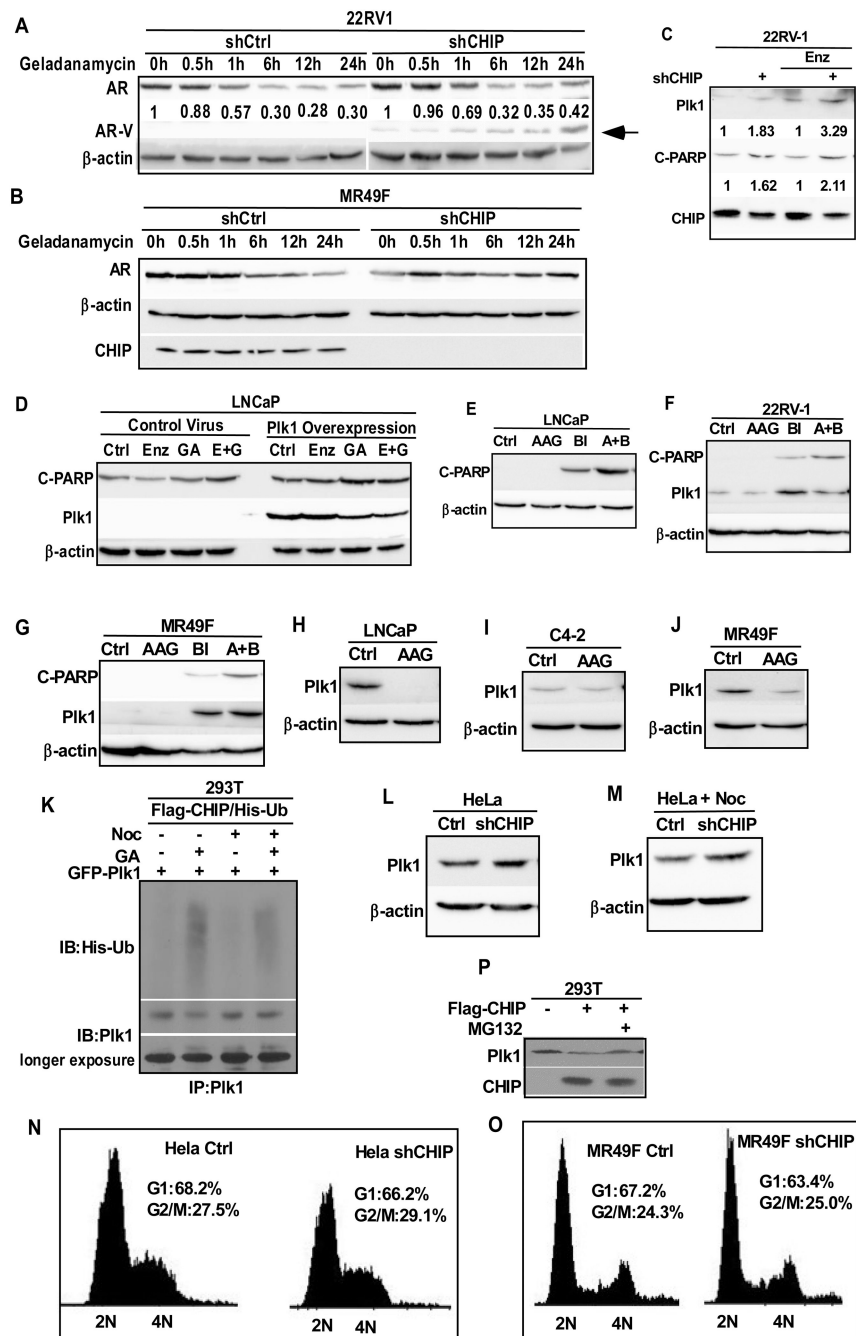 A
22RV1
shCtrl shCHIP
Geladanamycin 0h 0.5h 1h 6h 12h 24h 0h 0.5h 1h 6h 12h 24h
AR
1 0.88 0.57 0.30 0.28 0.30 1 0.96 0.69 0.32 0.35 0.42
AR-V
β-actin
B
MR49F
shCtrl shCHIP
Geladanamycin 0h 0.5h 1h 6h 12h 24h 0h 0.5h 1h 6h 12h 24h
AR
β-actin
CHIP
C
22RV-1
Enz
shCHIP + +
Plk1
1 1.83 1 3.29
C-PARP
1 1.62 1 2.11
CHIP
D
LNCaP
Control Virus Plk1 Overexpression
Ctrl Enz GA E+G Ctrl Enz GA E+G
C-PARP
Plk1
β-actin
E
LNCaP
Ctrl AAG BI A+B
C-PARP
β-actin
F
22RV-1
Ctrl AAG BI A+B
C-PARP
Plk1
β-actin
G
MR49F
Ctrl AAG BI A+B
C-PARP
Plk1
β-actin
H
LNCaP
Ctrl AAG
Plk1
β-actin
I
C4-2
Ctrl AAG
Plk1
β-actin
J
MR49F
Ctrl AAG
Plk1
β-actin
K
293T
Flag-CHIP/His-Ub
Noc - - + +
GA - + - +
GFP-Plk1 + + + +
IB:His-Ub
IB:Plk1
longer exposure
IP:Plk1
L
HeLa
Ctrl shCHIP
Plk1
β-actin
M
HeLa + Noc
Ctrl shCHIP
Plk1
β-actin
P
293T
Flag-CHIP - + +
MG132 +
Plk1
CHIP
N
Hela Ctrl
G1:68.2%
G2/M:27.5%
2N 4N
Hela shCHIP
G1:66.2%
G2/M:29.1%
2N 4N
O
MR49F Ctrl
G1:67.2%
G2/M:24.3%
2N 4N
MR49F shCHIP
G1:63.4%
G2/M:25.0%
2N 4N